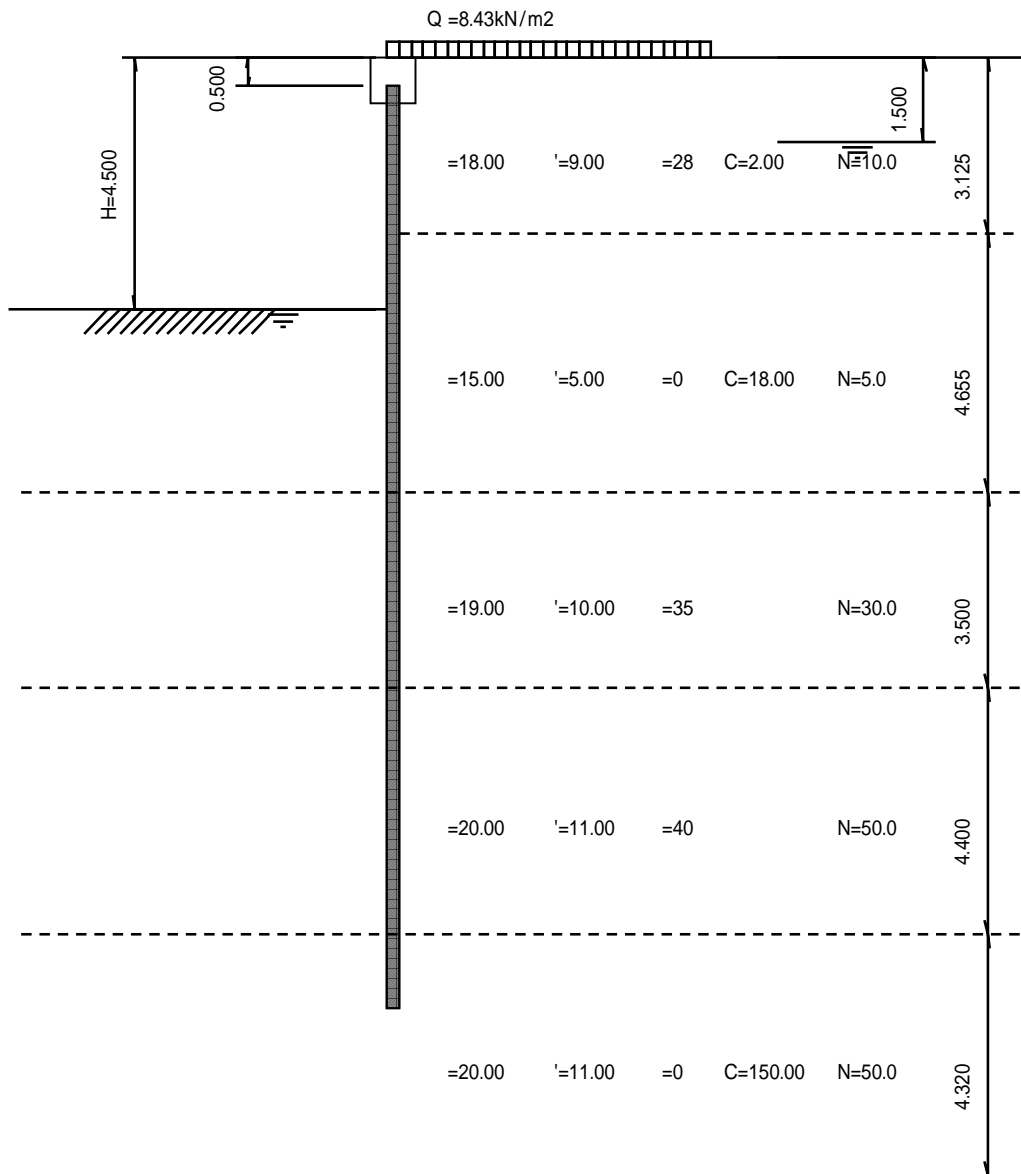 Q =8.43kN/m2
0.500
1.500
H=4.500
=18.00 '=9.00 =28 C=2.00 N=10.0
3.125
=15.00 '=5.00 =0 C=18.00 N=5.0
4.655
=19.00 '=10.00 =35 N=30.0
3.500
=20.00 '=11.00 =40 N=50.0
4.400
=20.00 '=11.00 =0 C=150.00 N=50.0
4.320